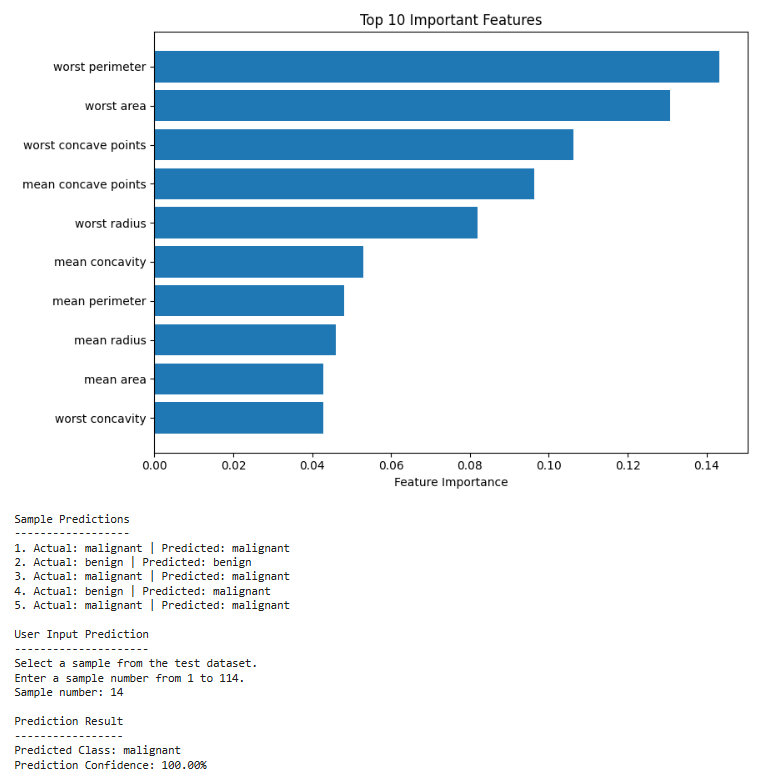 Top 10 Important Features
worst perimeter
worst area
worst concave points
mean concave points
worst radius
mean concavity
mean perimeter
mean radius
mean area
worst concavity
0.00 0.02 0.04 0.06 0.08 0.10 0.12 0.14
Feature Importance
Sample Predictions
------------------
1. Actual: malignant | Predicted: malignant
2. Actual: benign | Predicted: benign
3. Actual: malignant | Predicted: malignant
4. Actual: benign | Predicted: malignant
5. Actual: malignant | Predicted: malignant
User Input Prediction
---------------------
Select a sample from the test dataset.
Enter a sample number from 1 to 114.
Sample number: 14
Prediction Result
-----------------
Predicted Class: malignant
Prediction Confidence: 100.00%